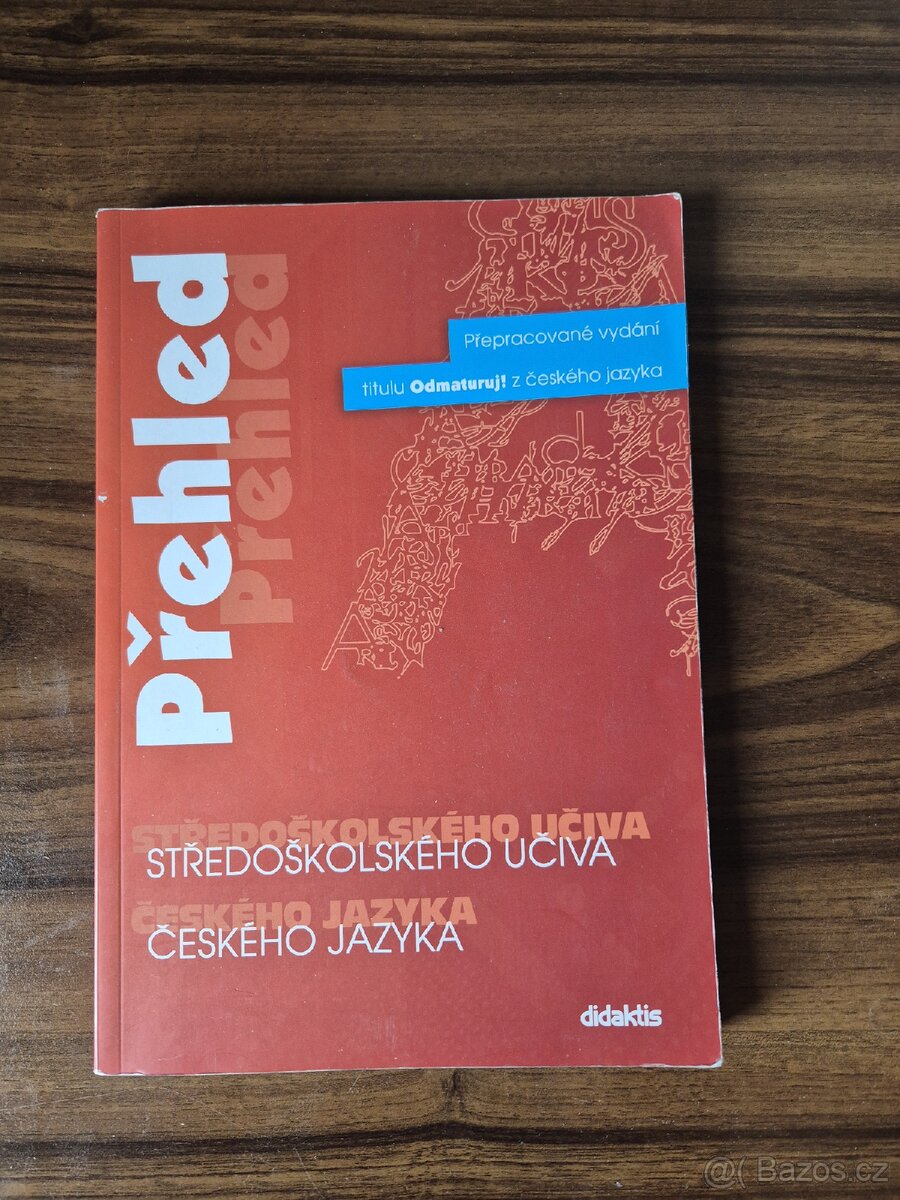 Přehled
Přehled
Přepracované vydání
titulu Odmaturuj! z českého jazyka
STŘEDOŠKOLSKÉHO UČIVA
STŘEDOŠKOLSKÉHO UČIVA
ČESKÉHO JAZYKA
ČESKÉHO JAZYKA
didaktis
@( Bazos.cz